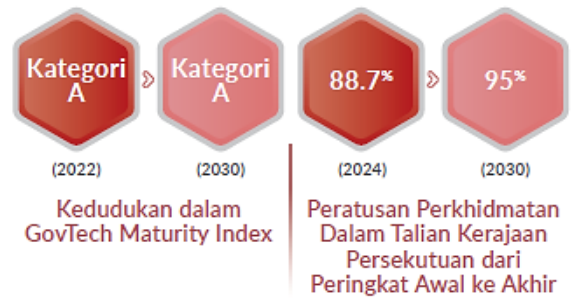 Kategori
A
Kategori
A
88.7%
95%
(2022)
(2030)
(2024)
(2030)
Kedudukan dalam
GovTech Maturity Index
Peratusan Perkhidmatan
Dalam Talian Kerajaan
Persekutuan dari
Peringkat Awal ke Akhir